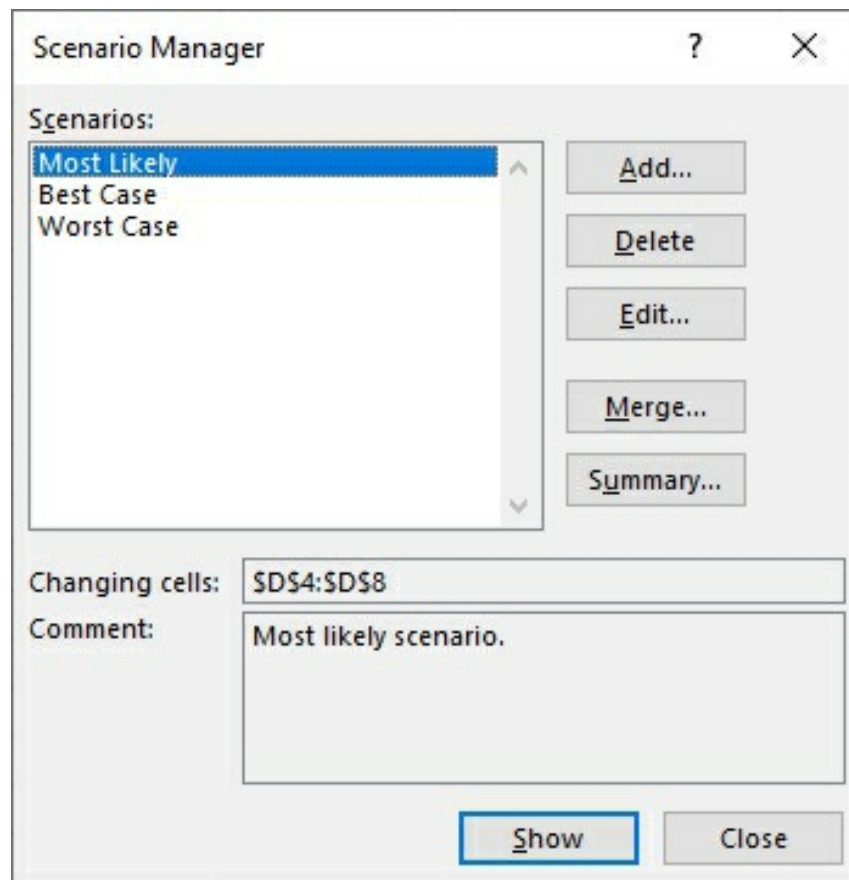 Scenario Manager ?
Scenarios:
Most Likely
Best Case
Worst Case
Add...
Delete
Edit...
Merge...
Summary...
Changing cells: $D$4:$D$8
Comment: Most likely scenario.
Show Close